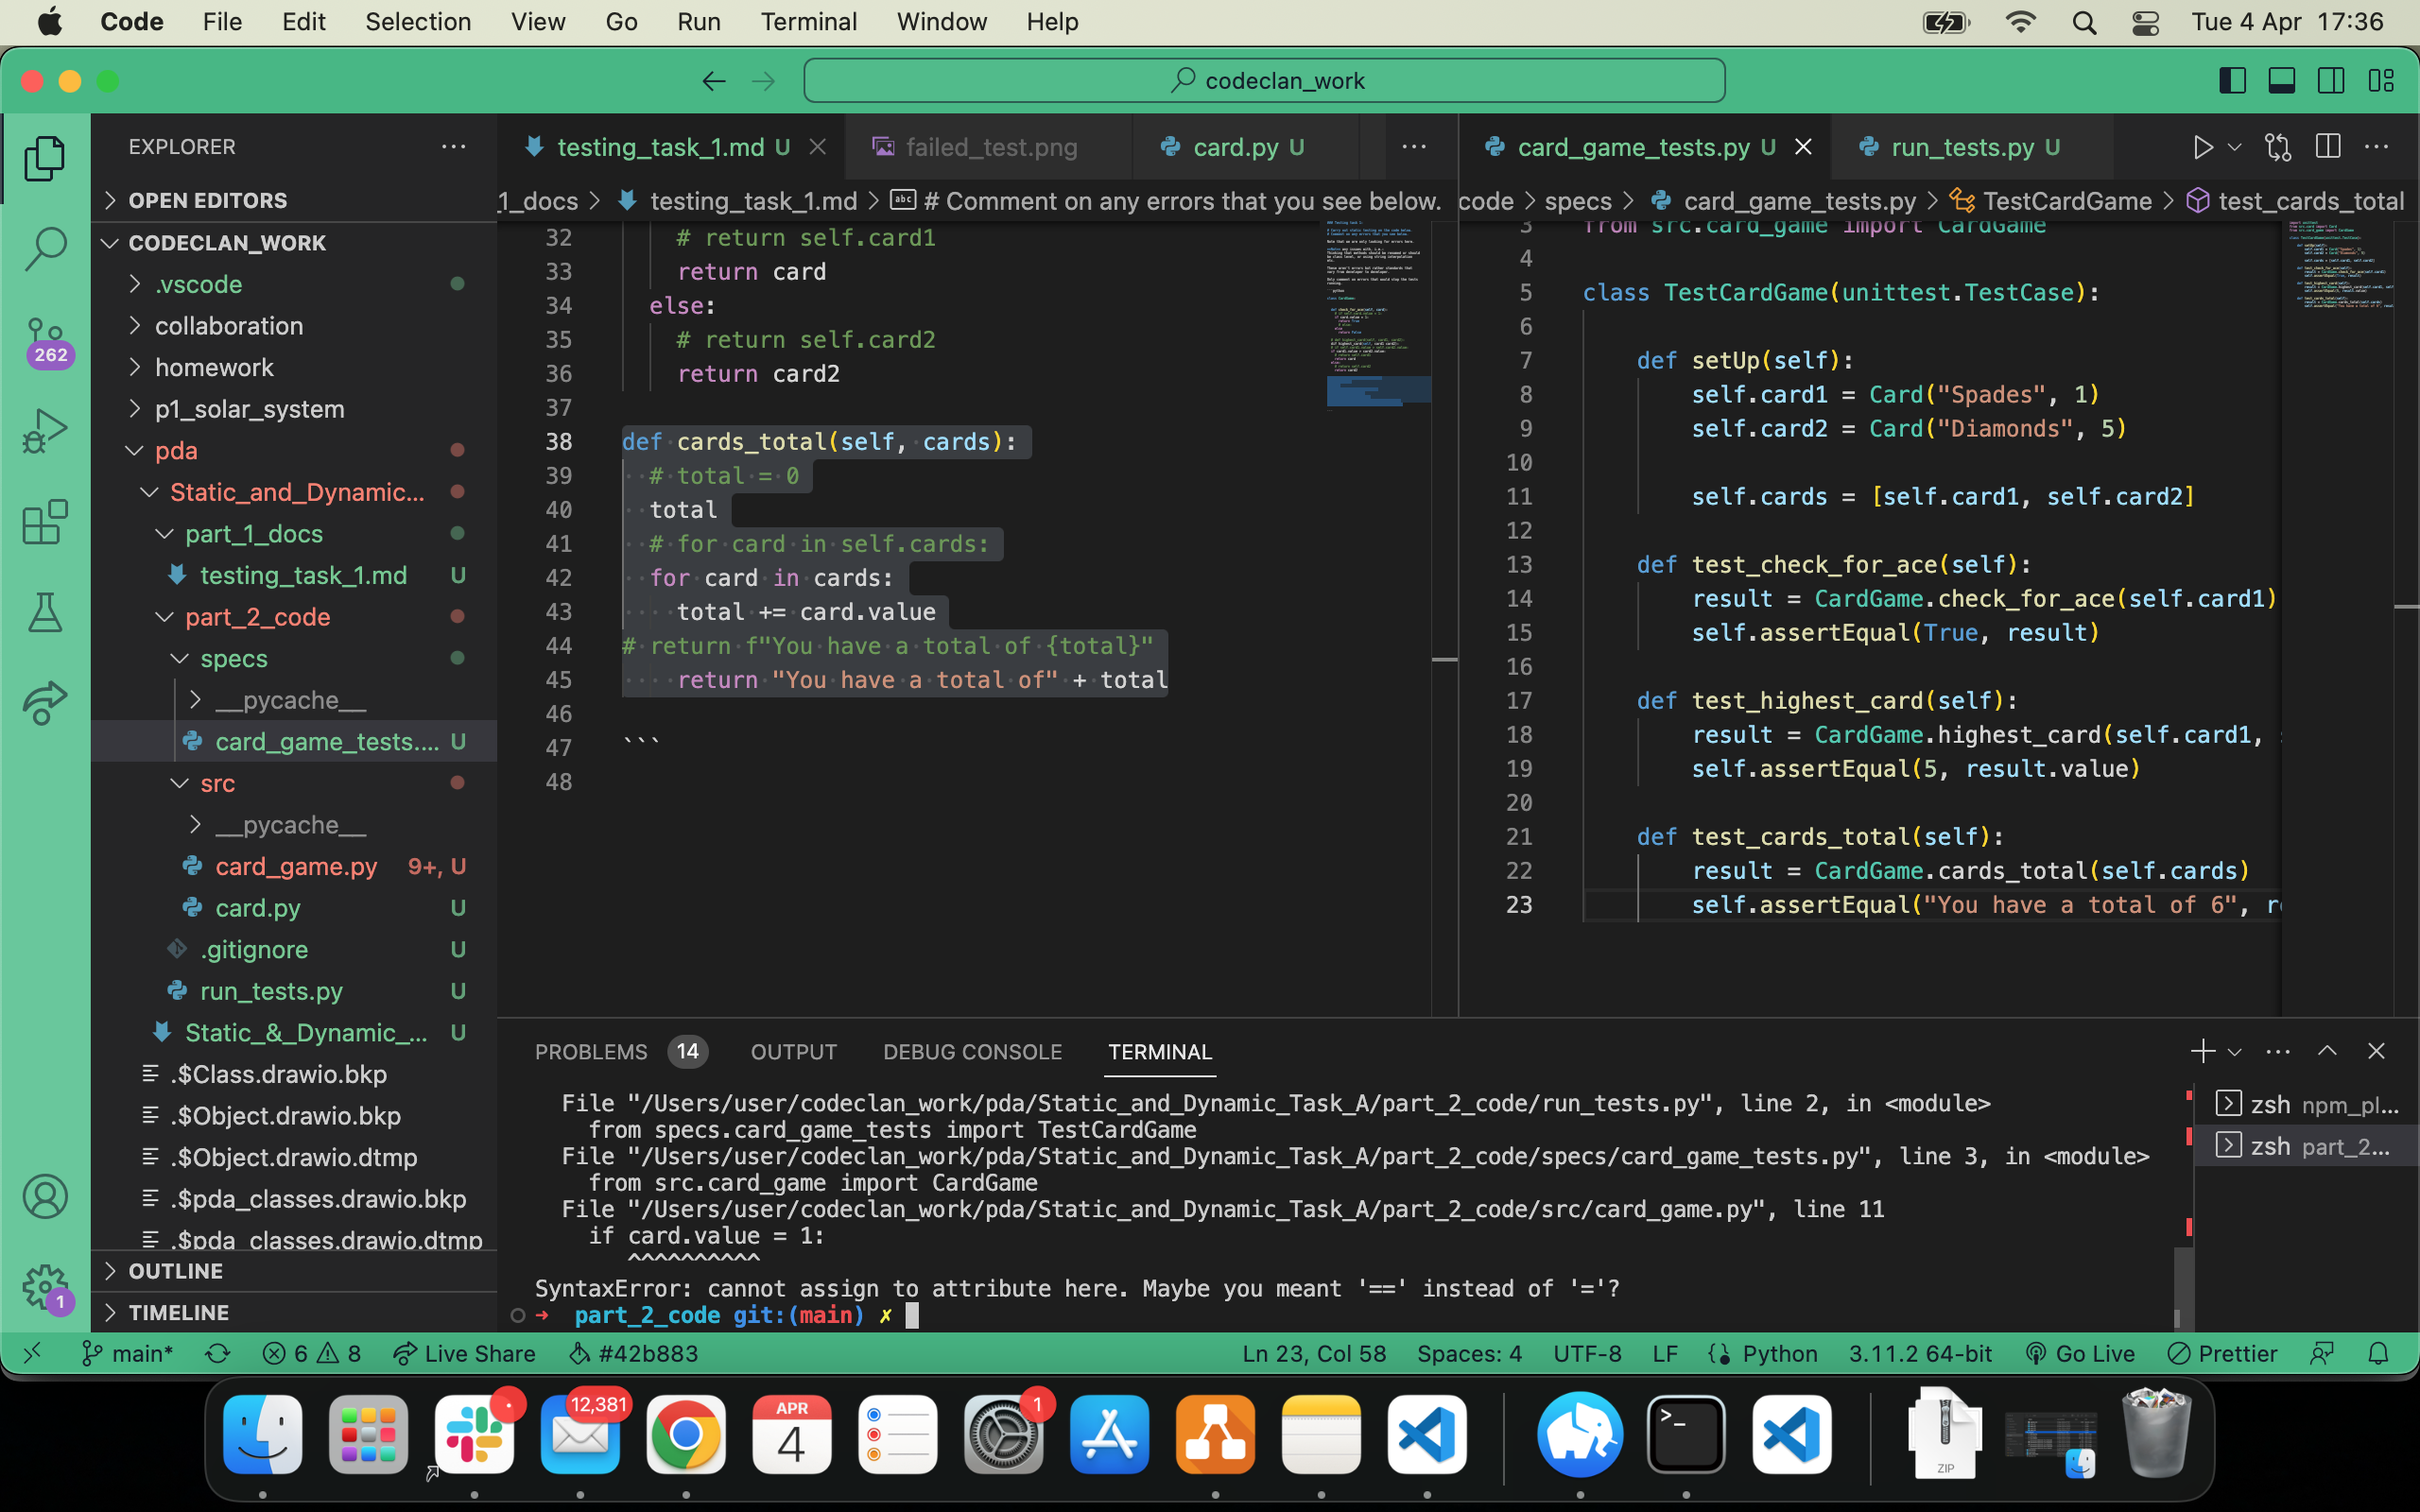 Code File Edit Selection View Go Run Terminal Window Help Tue 4 Apr 17:36
codeclan_work
EXPLORER
OPEN EDITORS
CODECLAN_WORK
.vscode
collaboration
homework
p1_solar_system
pda
Static_and_Dynamic...
part_1_docs
testing_task_1.md U
part_2_code
specs
__pycache__
card_game_tests.... U
src
__pycache__
card_game.py 9+, U
card.py U
.gitignore U
run_tests.py U
Static_&_Dynamic_... U
.$Class.drawio.bkp
.$Object.drawio.bkp
.$Object.drawio.dtmp
.$pda_classes.drawio.bkp
.$pda_classes.drawio.dtmp
OUTLINE
TIMELINE
262
1
testing_task_1.md U failed_test.png card.py U
1_docs > testing_task_1.md > # Comment on any errors that you see below.
32 # return self.card1
33 return card
34 else:
35 # return self.card2
36 return card2
37
38 def cards_total(self, cards):
39 # total = 0
40 total
41 # for card in self.cards:
42 for card in cards:
43 total += card.value
44 # return f"You have a total of {total}"
45 return "You have a total of" + total
46
47 ```
48
card_game_tests.py U run_tests.py U
code > specs > card_game_tests.py > TestCardGame > test_cards_total
3 from src.card_game import CardGame
4
5 class TestCardGame(unittest.TestCase):
6
7 def setUp(self):
8 self.card1 = Card("Spades", 1)
9 self.card2 = Card("Diamonds", 5)
10
11 self.cards = [self.card1, self.card2]
12
13 def test_check_for_ace(self):
14 result = CardGame.check_for_ace(self.card1)
15 self.assertEqual(True, result)
16
17 def test_highest_card(self):
18 result = CardGame.highest_card(self.card1,
19 self.assertEqual(5, result.value)
20
21 def test_cards_total(self):
22 result = CardGame.cards_total(self.cards)
23 self.assertEqual("You have a total of 6", re
PROBLEMS 14 OUTPUT DEBUG CONSOLE TERMINAL
File "/Users/user/codeclan_work/pda/Static_and_Dynamic_Task_A/part_2_code/run_tests.py", line 2, in <module>
from specs.card_game_tests import TestCardGame
File "/Users/user/codeclan_work/pda/Static_and_Dynamic_Task_A/part_2_code/specs/card_game_tests.py", line 3, in <module>
from src.card_game import CardGame
File "/Users/user/codeclan_work/pda/Static_and_Dynamic_Task_A/part_2_code/src/card_game.py", line 11
if card.value = 1:
^^^^^^^^^^
SyntaxError: cannot assign to attribute here. Maybe you meant '==' instead of '='?
➜ part_2_code git:(main) ✗
zsh npm_pl...
zsh part_2...
main* 6 8 Live Share #42b883 Ln 23, Col 58 Spaces: 4 UTF-8 LF Python 3.11.2 64-bit Go Live Prettier
12,381
APR
4
1
>_
ZIP